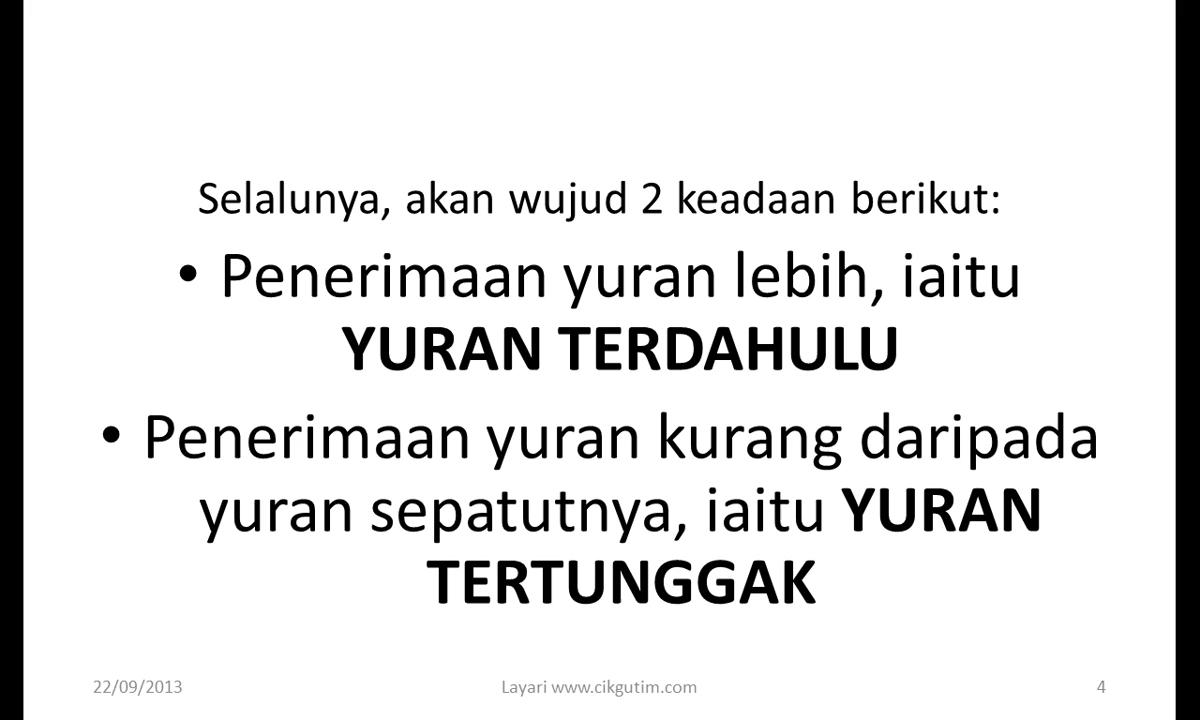 Selalunya, akan wujud 2 keadaan berikut:
• Penerimaan yuran lebih, iaitu
YURAN TERDAHULU
• Penerimaan yuran kurang daripada
yuran sepatutnya, iaitu YURAN
TERTUNGGAK
22/09/2013 Layari www.cikgutim.com 4